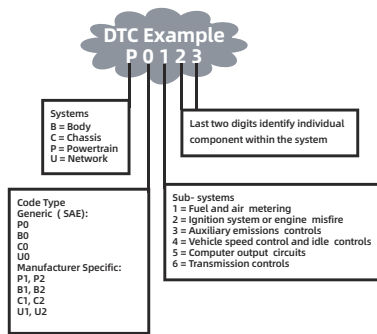 DTC Example
P 0 1 2 3
Systems
B = Body
C = Chassis
P = Powertrain
U = Network
Last two digits identify individual
component within the system
Code Type
Generic ( SAE):
P0
B0
C0
U0
Manufacturer Specific:
P1, P2
B1, B2
C1, C2
U1, U2
Sub- systems
1 = Fuel and air metering
2 = Ignition system or engine misfire
3 = Auxiliary emissions controls
4 = Vehicle speed control and idle controls
5 = Computer output circuits
6 = Transmission controls